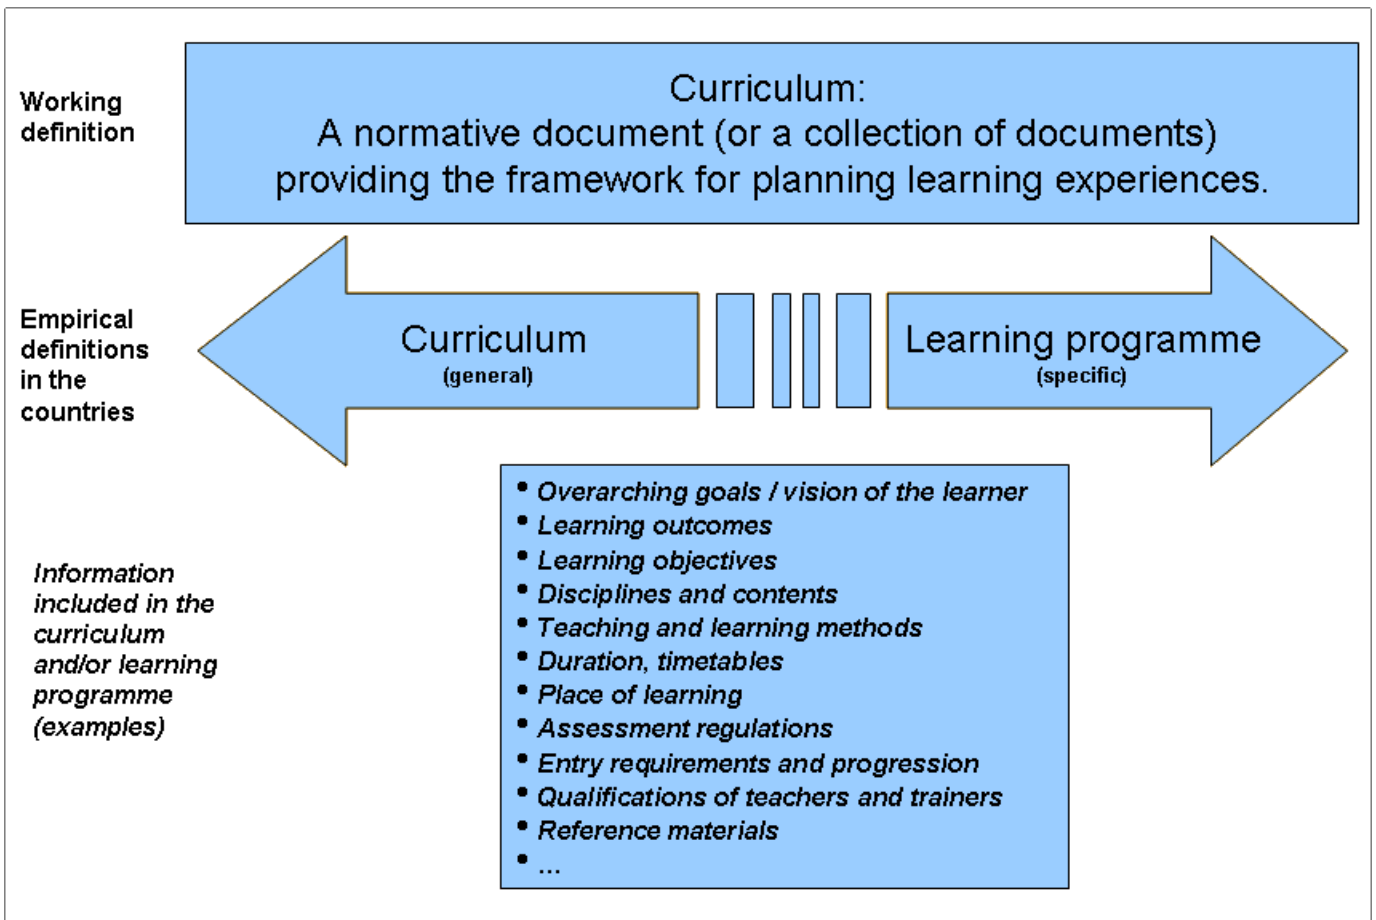 Working
definition
Curriculum:
A normative document (or a collection of documents)
providing the framework for planning learning experiences.
Empirical
definitions
in the
countries
Curriculum
(general)
Learning programme
(specific)
Information
included in the
curriculum
and/or learning
programme
(examples)
• Overarching goals / vision of the learner
• Learning outcomes
• Learning objectives
• Disciplines and contents
• Teaching and learning methods
• Duration, timetables
• Place of learning
• Assessment regulations
• Entry requirements and progression
• Qualifications of teachers and trainers
• Reference materials
• ...